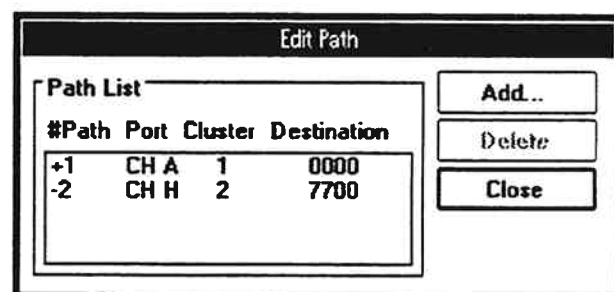 Edit Path
Path List
#Path Port Cluster Destination
+1 CH A 1 0000
-2 CH H 2 7700
Add...
Delete
Close